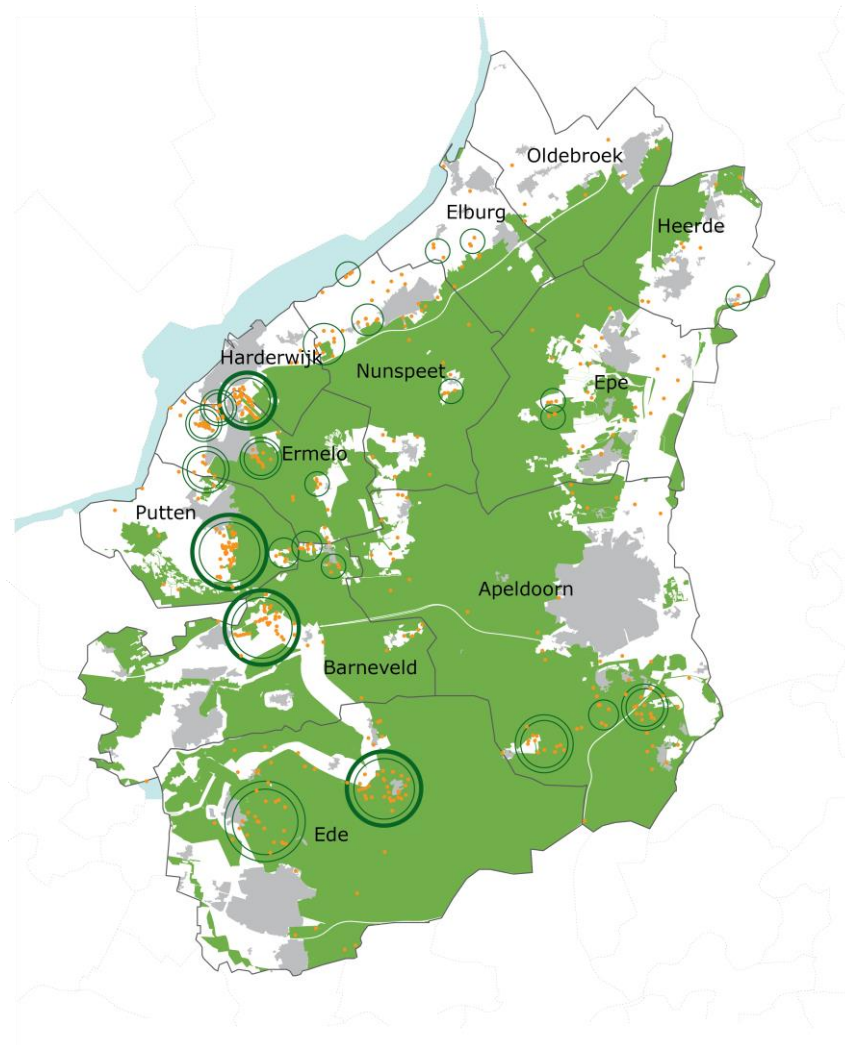 Oldebroek
Elburg
Heerde
Harderwijk
Nunspeet
Epe
Ermelo
Putten
Apeldoorn
Barneveld
Ede